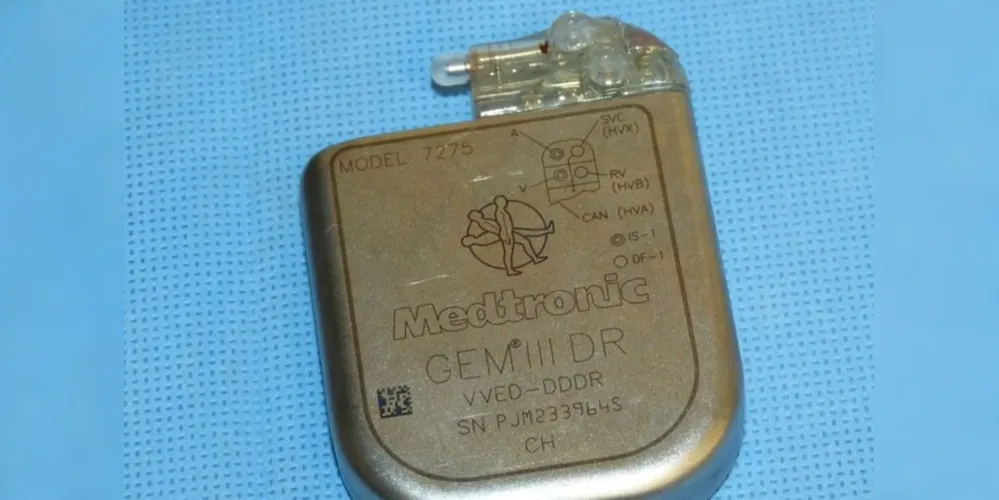 MODEL 7275
A
SVC
(HVX)
V
RV
(HVB)
CAN (HVA)
IS-1
DF-1
Medtronic
GEM® III DR
VVED-DDDR
SN PJM233964S
CH